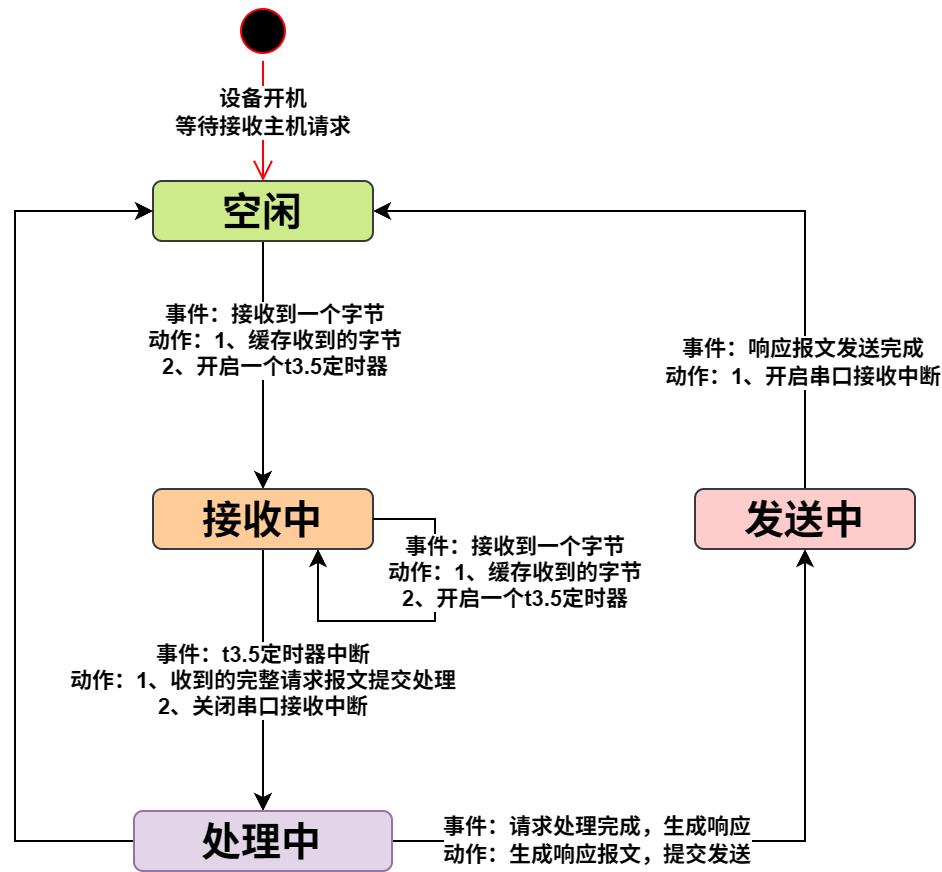 设备开机
等待接收主机请求
空闲
事件：接收到一个字节
动作：1、缓存收到的字节
2、开启一个t3.5定时器
事件：响应报文发送完成
动作：1、开启串口接收中断
接收中
发送中
事件：接收到一个字节
动作：1、缓存收到的字节
2、开启一个t3.5定时器
事件：t3.5定时器中断
动作：1、收到的完整请求报文提交处理
2、关闭串口接收中断
处理中
事件：请求处理完成，生成响应
动作：生成响应报文，提交发送